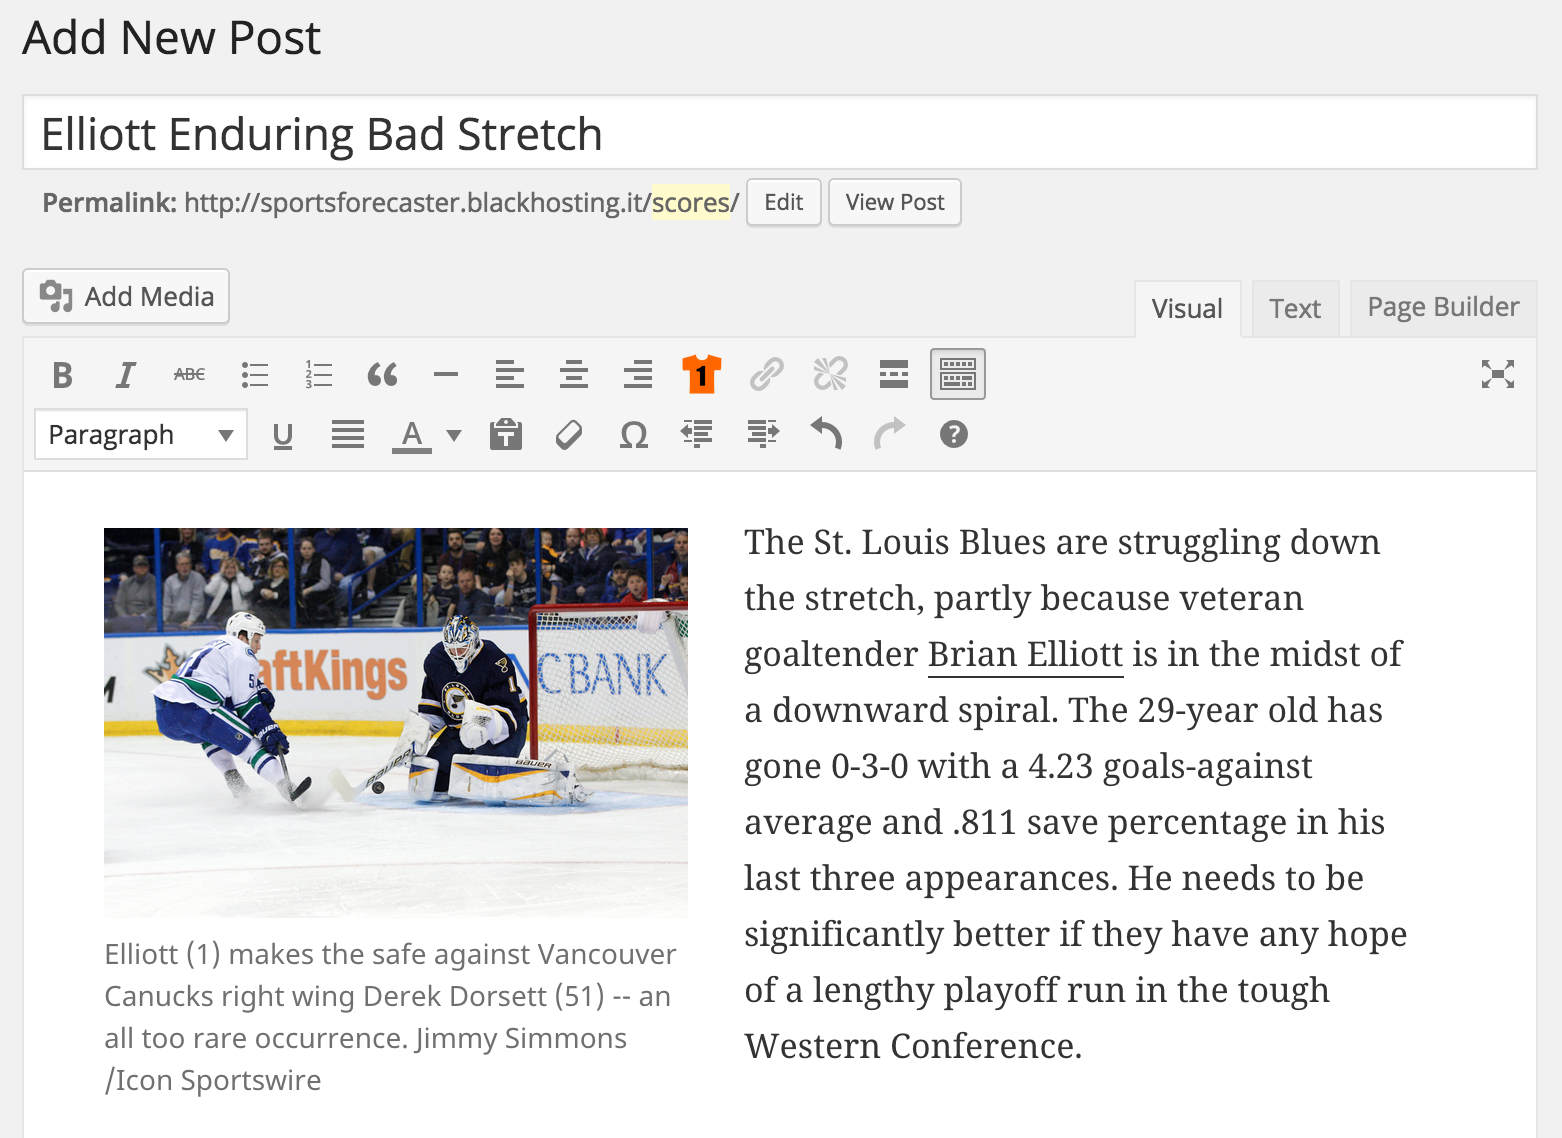 Add New Post
Elliott Enduring Bad Stretch
Permalink: http://sportsforecaster.blackhosting.it/scores/ Edit View Post
Add Media
Visual Text Page Builder
B I ABC 1
Paragraph U A T Ω ?
The St. Louis Blues are struggling down
the stretch, partly because veteran
goaltender Brian Elliott is in the midst of
a downward spiral. The 29-year old has
gone 0-3-0 with a 4.23 goals-against
average and .811 save percentage in his
last three appearances. He needs to be
significantly better if they have any hope
of a lengthy playoff run in the tough
Western Conference.
aftKings
CBANK
5
1
BAUER
BAUER
Elliott (1) makes the safe against Vancouver
Canucks right wing Derek Dorsett (51) -- an
all too rare occurrence. Jimmy Simmons
/Icon Sportswire